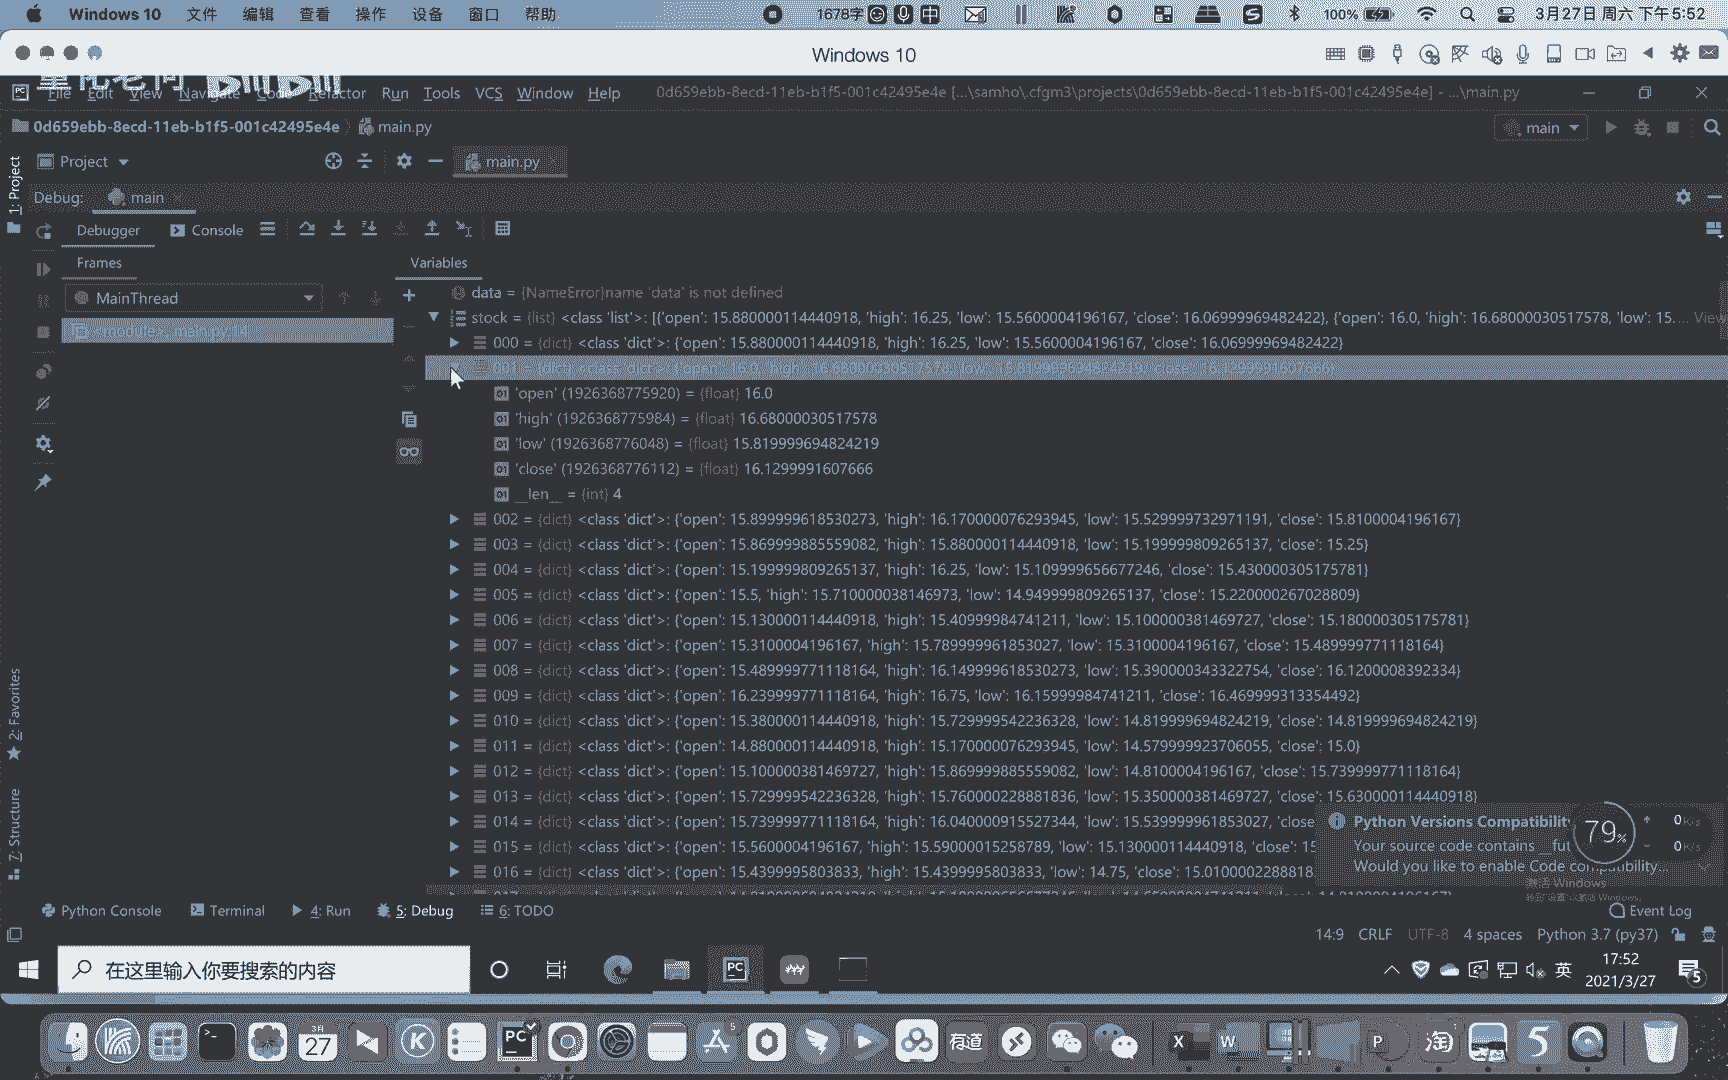 Windows 10 文件 编辑 查看 操作 设备 窗口 帮助 1678字 中 100% 3月27日 周六 下午5:52
Windows 10
BiliBili
File Edit View Navigate Code Refactor Run Tools VCS Window Help 0d659ebb-8ecd-11eb-b1f5-001c42495e4e [...\samho\.cfgm3\projects\0d659ebb-8ecd-11eb-b1f5-001c42495e4e] - ...\main.py
0d659ebb-8ecd-11eb-b1f5-001c42495e4e main.py main
1: Project
Project main.py
Debug: main
Debugger Console
Frames Variables
MainThread
<module>, main.py:14
data = {NameError}name 'data' is not defined
stock = {list} <class 'list'>: [{'open': 15.880000114440918, 'high': 16.25, 'low': 15.5600004196167, 'close': 16.06999969482422}, {'open': 16.0, 'high': 16.68000030517578, 'low': 15.... View
000 = {dict} <class 'dict'>: {'open': 15.880000114440918, 'high': 16.25, 'low': 15.5600004196167, 'close': 16.06999969482422}
001 = {dict} <class 'dict'>: {'open': 16.0, 'high': 16.68000030517578, 'low': 15.819999694824219, 'close': 16.1299991607666}
'open' (1926368775920) = {float} 16.0
'high' (1926368775984) = {float} 16.68000030517578
'low' (1926368776048) = {float} 15.819999694824219
'close' (1926368776112) = {float} 16.1299991607666
__len__ = {int} 4
002 = {dict} <class 'dict'>: {'open': 15.899999618530273, 'high': 16.170000076293945, 'low': 15.529999732971191, 'close': 15.8100004196167}
003 = {dict} <class 'dict'>: {'open': 15.869999885559082, 'high': 15.880000114440918, 'low': 15.199999809265137, 'close': 15.25}
004 = {dict} <class 'dict'>: {'open': 15.199999809265137, 'high': 16.25, 'low': 15.109999656677246, 'close': 15.430000305175781}
005 = {dict} <class 'dict'>: {'open': 15.5, 'high': 15.710000038146973, 'low': 14.949999809265137, 'close': 15.220000267028809}
006 = {dict} <class 'dict'>: {'open': 15.130000114440918, 'high': 15.40999984741211, 'low': 15.100000381469727, 'close': 15.180000305175781}
007 = {dict} <class 'dict'>: {'open': 15.3100004196167, 'high': 15.789999961853027, 'low': 15.3100004196167, 'close': 15.489999771118164}
008 = {dict} <class 'dict'>: {'open': 15.489999771118164, 'high': 16.149999618530273, 'low': 15.390000343322754, 'close': 16.1200008392334}
009 = {dict} <class 'dict'>: {'open': 16.239999771118164, 'high': 16.75, 'low': 16.15999984741211, 'close': 16.469999313354492}
010 = {dict} <class 'dict'>: {'open': 15.380000114440918, 'high': 15.729999542236328, 'low': 14.819999694824219, 'close': 14.819999694824219}
011 = {dict} <class 'dict'>: {'open': 14.880000114440918, 'high': 15.170000076293945, 'low': 14.579999923706055, 'close': 15.0}
012 = {dict} <class 'dict'>: {'open': 15.100000381469727, 'high': 15.869999885559082, 'low': 14.8100004196167, 'close': 15.739999771118164}
013 = {dict} <class 'dict'>: {'open': 15.729999542236328, 'high': 15.760000228881836, 'low': 15.350000381469727, 'close': 15.630000114440918}
014 = {dict} <class 'dict'>: {'open': 15.739999771118164, 'high': 16.040000915527344, 'low': 15.539999961853027, 'close
015 = {dict} <class 'dict'>: {'open': 15.5600004196167, 'high': 15.59000015258789, 'low': 15.130000114440918, 'close': 15
016 = {dict} <class 'dict'>: {'open': 15.4399995803833, 'high': 15.4399995803833, 'low': 14.75, 'close': 15.0100002288818
Python Versions Compatibilit
Your source code contains __fut
Would you like to enable Code compatibility...
79%
0 K/s
0 K/s
激活 Windows
转到"设置"以激活 Windows。
2: Favorites
7: Structure
Python Console Terminal 4: Run 5: Debug 6: TODO Event Log
14:9 CRLF UTF-8 4 spaces Python 3.7 (py37)
在这里输入你要搜索的内容 PC 英 17:52
2021/3/27 5
PC 3月 27 K 5 有道 X W P 淘 5